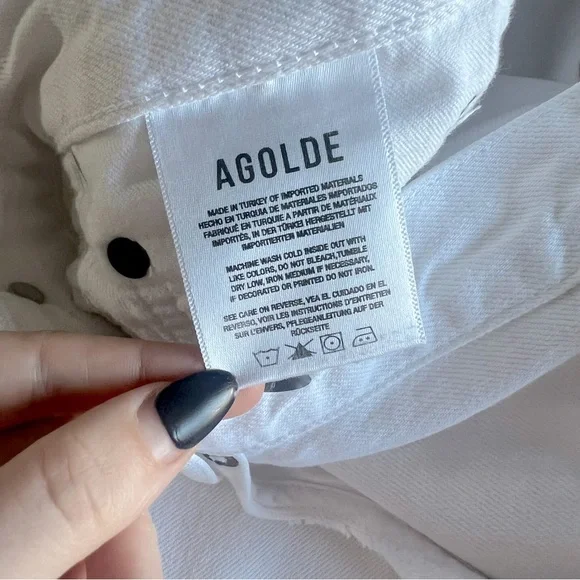 AGOLDE
MADE IN TURKEY OF IMPORTED MATERIALS
HECHO EN TURQUIA DE MATERIALES IMPORTADOS
FABRIQUÉ EN TURQUIE A PARTIR DE MATÉRIAUX
IMPORTÉS, IN DER TÜRKEI HERGESTELLT MIT
IMPORTIERTEN MATERIALIEN
MACHINE WASH COLD INSIDE OUT WITH
LIKE COLORS, DO NOT BLEACH,TUMBLE
DRY LOW, IRON MEDIUM IF NECESSARY,
IF DECORATED OR PRINTED DO NOT IRON.
SEE CARE ON REVERSE, VEA EL CUIDADO EN EL
REVERSO, VOIR LES INSTRUCTIONS D'ENTRETIEN
SUR L'ENVERS, PFLEGEANLEITUNG AUF DER
RÜCKSEITE